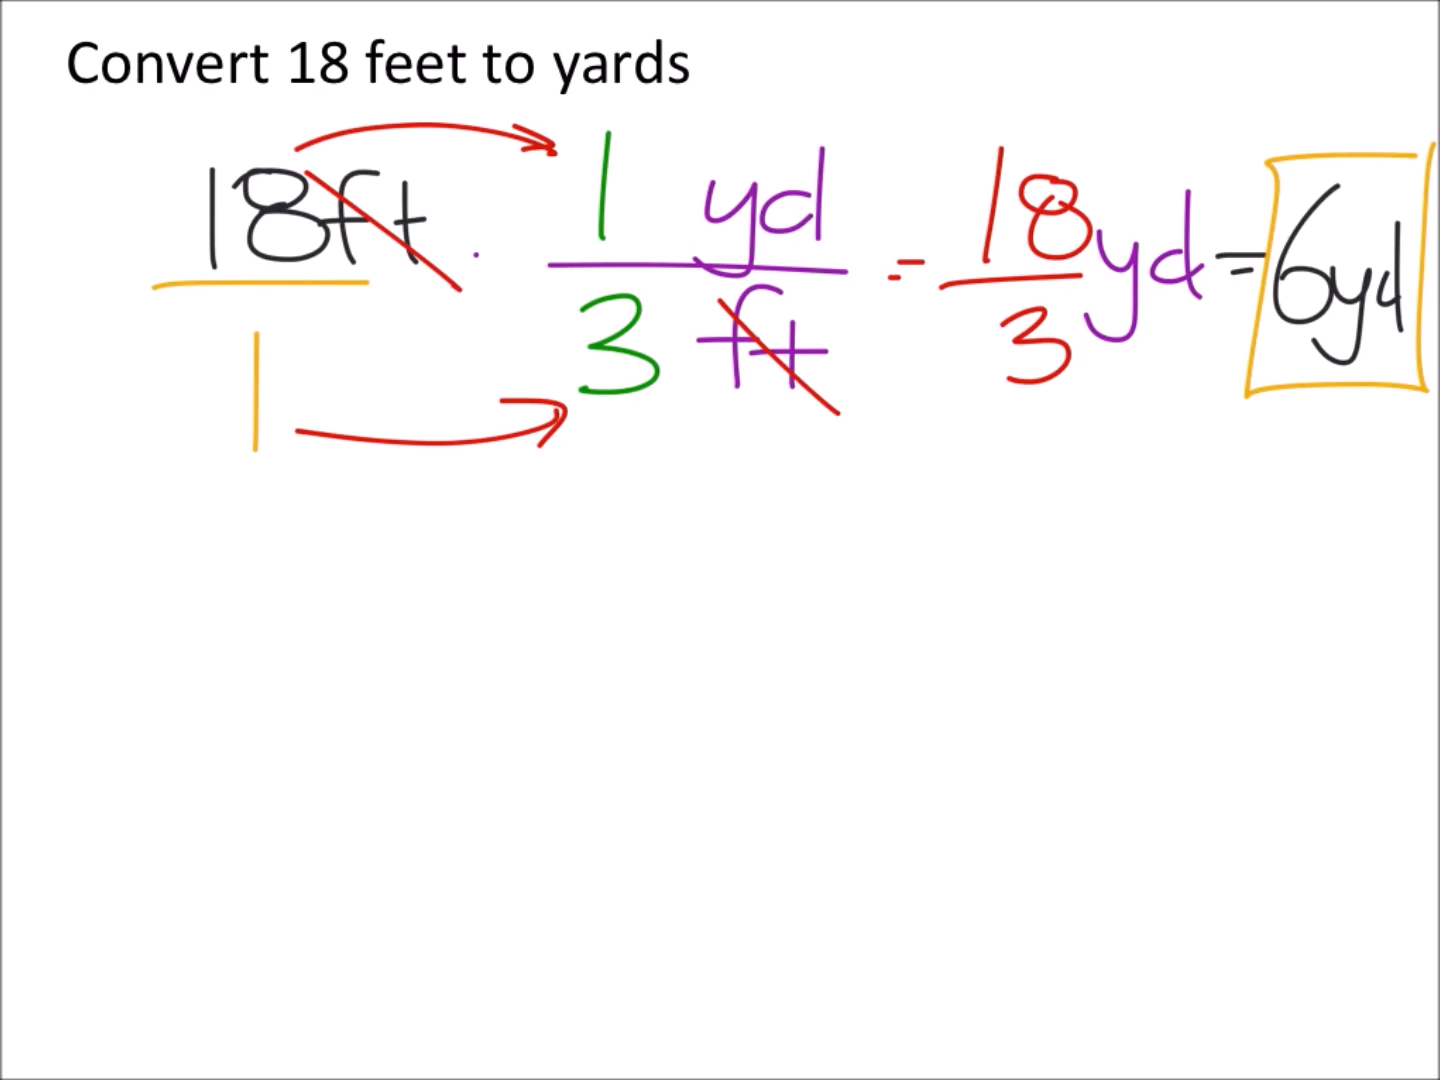 Convert 18 feet to yards
18ft · 1 yd = 18 yd = 6yd
1 3 ft 3